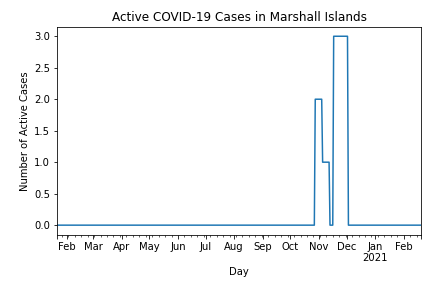 Active COVID-19 Cases in Marshall Islands
3.0
2.5
2.0
1.5
1.0
0.5
0.0
Number of Active Cases
Feb Mar Apr May Jun Jul Aug Sep Oct Nov Dec Jan Feb
2021
Day